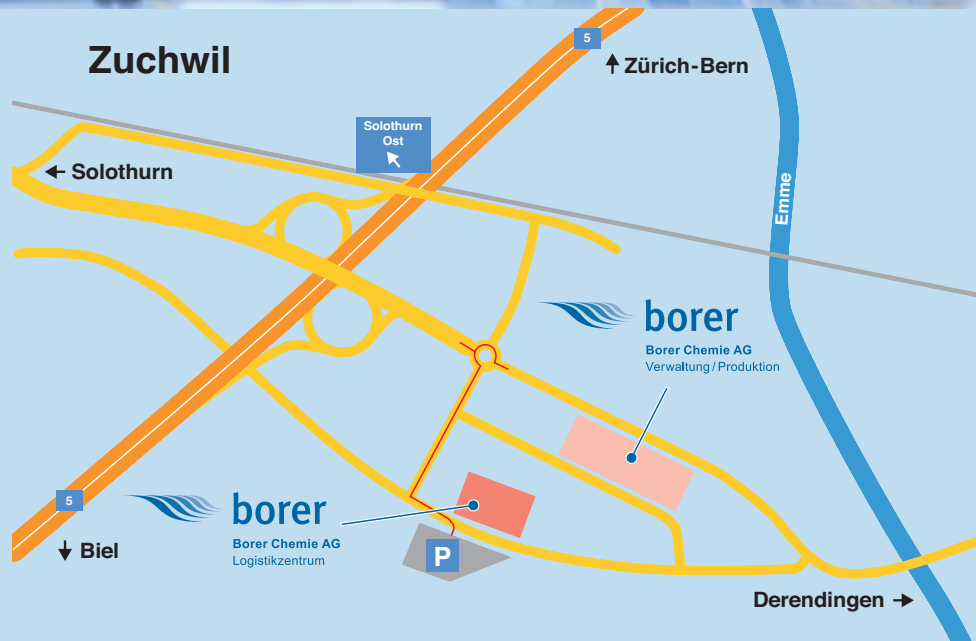 Zuchwil
5
Zürich-Bern
Solothurn
Ost
Solothurn
Emme
borer
Borer Chemie AG
Verwaltung / Produktion
5
borer
Borer Chemie AG
Logistikzentrum
Biel
P
Derendingen